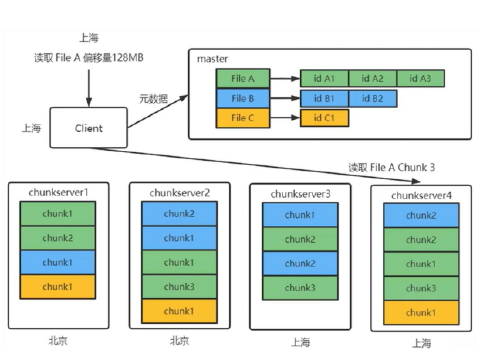 上海
读取 File A 偏移量128MB
master
File A
id A1
id A2
id A3
元数据
File B
id B1
id B2
File C
id C1
上海
Client
读取 File A Chunk 3
chunkserver1
chunk1
chunk2
chunk1
chunk1
北京
chunkserver2
chunk2
chunk1
chunk1
chunk3
chunk1
北京
chunkserver3
chunk1
chunk2
chunk2
chunk3
上海
chunkserver4
chunk2
chunk2
chunk1
chunk3
chunk1
上海